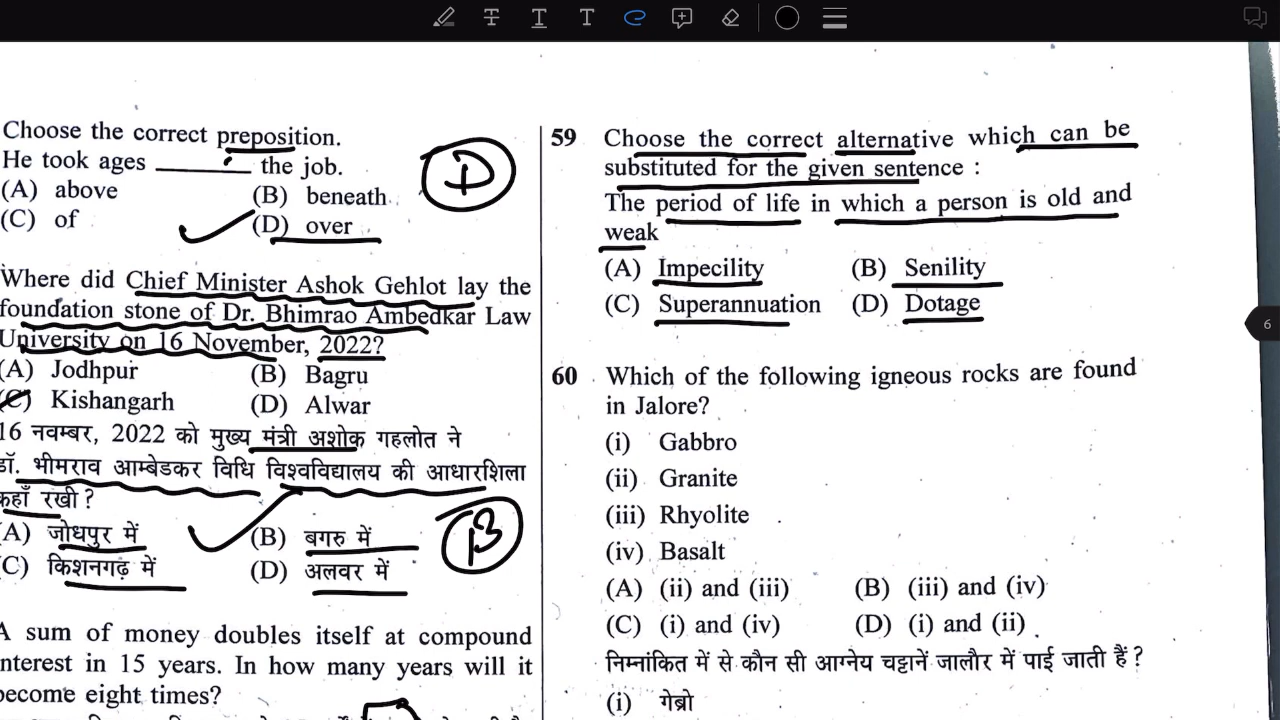 Choose the correct preposition.
He took ages ________ the job.
(A) above (B) beneath
(C) of (D) over
D
Where did Chief Minister Ashok Gehlot lay the
foundation stone of Dr. Bhimrao Ambedkar Law
University on 16 November, 2022?
(A) Jodhpur (B) Bagru
(C) Kishangarh (D) Alwar
16 नवम्बर, 2022 को मुख्य मंत्री अशोक गहलोत ने
डॉ. भीमराव आम्बेडकर विधि विश्वविद्यालय की आधारशिला
कहाँ रखी ?
(A) जोधपुर में (B) बगरु में
(C) किशनगढ़ में (D) अलवर में
B
A sum of money doubles itself at compound
nterest in 15 years. In how many years will it
become eight times?
59 Choose the correct alternative which can be
substituted for the given sentence :
The period of life in which a person is old and
weak
(A) Impecility (B) Senility
(C) Superannuation (D) Dotage
60 Which of the following igneous rocks are found
in Jalore?
(i) Gabbro
(ii) Granite
(iii) Rhyolite
(iv) Basalt
(A) (ii) and (iii) (B) (iii) and (iv)
(C) (i) and (iv) (D) (i) and (ii)
निम्नांकित में से कौन सी आग्नेय चट्टानें जालौर में पाई जाती हैं ?
(i) गेब्रो
6